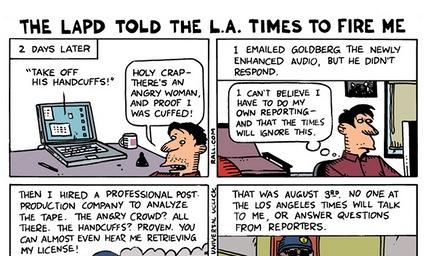 THE LAPD TOLD THE L.A. TIMES TO FIRE ME
2 DAYS LATER
"TAKE OFF
HIS HANDCUFFS!"
HOLY CRAP–
THERE'S AN
ANGRY WOMAN,
AND PROOF I
WAS CUFFED!
I EMAILED GOLDBERG THE NEWLY
ENHANCED AUDIO, BUT HE DIDN'T
RESPOND.
I CAN'T BELIEVE I
HAVE TO DO MY
OWN REPORTING–
AND THAT THE TIMES
WILL IGNORE THIS.
RALL.COM
THEN I HIRED A PROFESSIONAL POST-
PRODUCTION COMPANY TO ANALYZE
THE TAPE. THE ANGRY CROWD? ALL
THERE. THE HANDCUFFS? PROVEN. YOU
CAN ALMOST EVEN HEAR ME RETRIEVING
MY LICENSE!
UNIVERSAL UCLICK
THAT WAS AUGUST 3RD. NO ONE AT
THE LOS ANGELES TIMES WILL TALK
TO ME, OR ANSWER QUESTIONS
FROM REPORTERS.